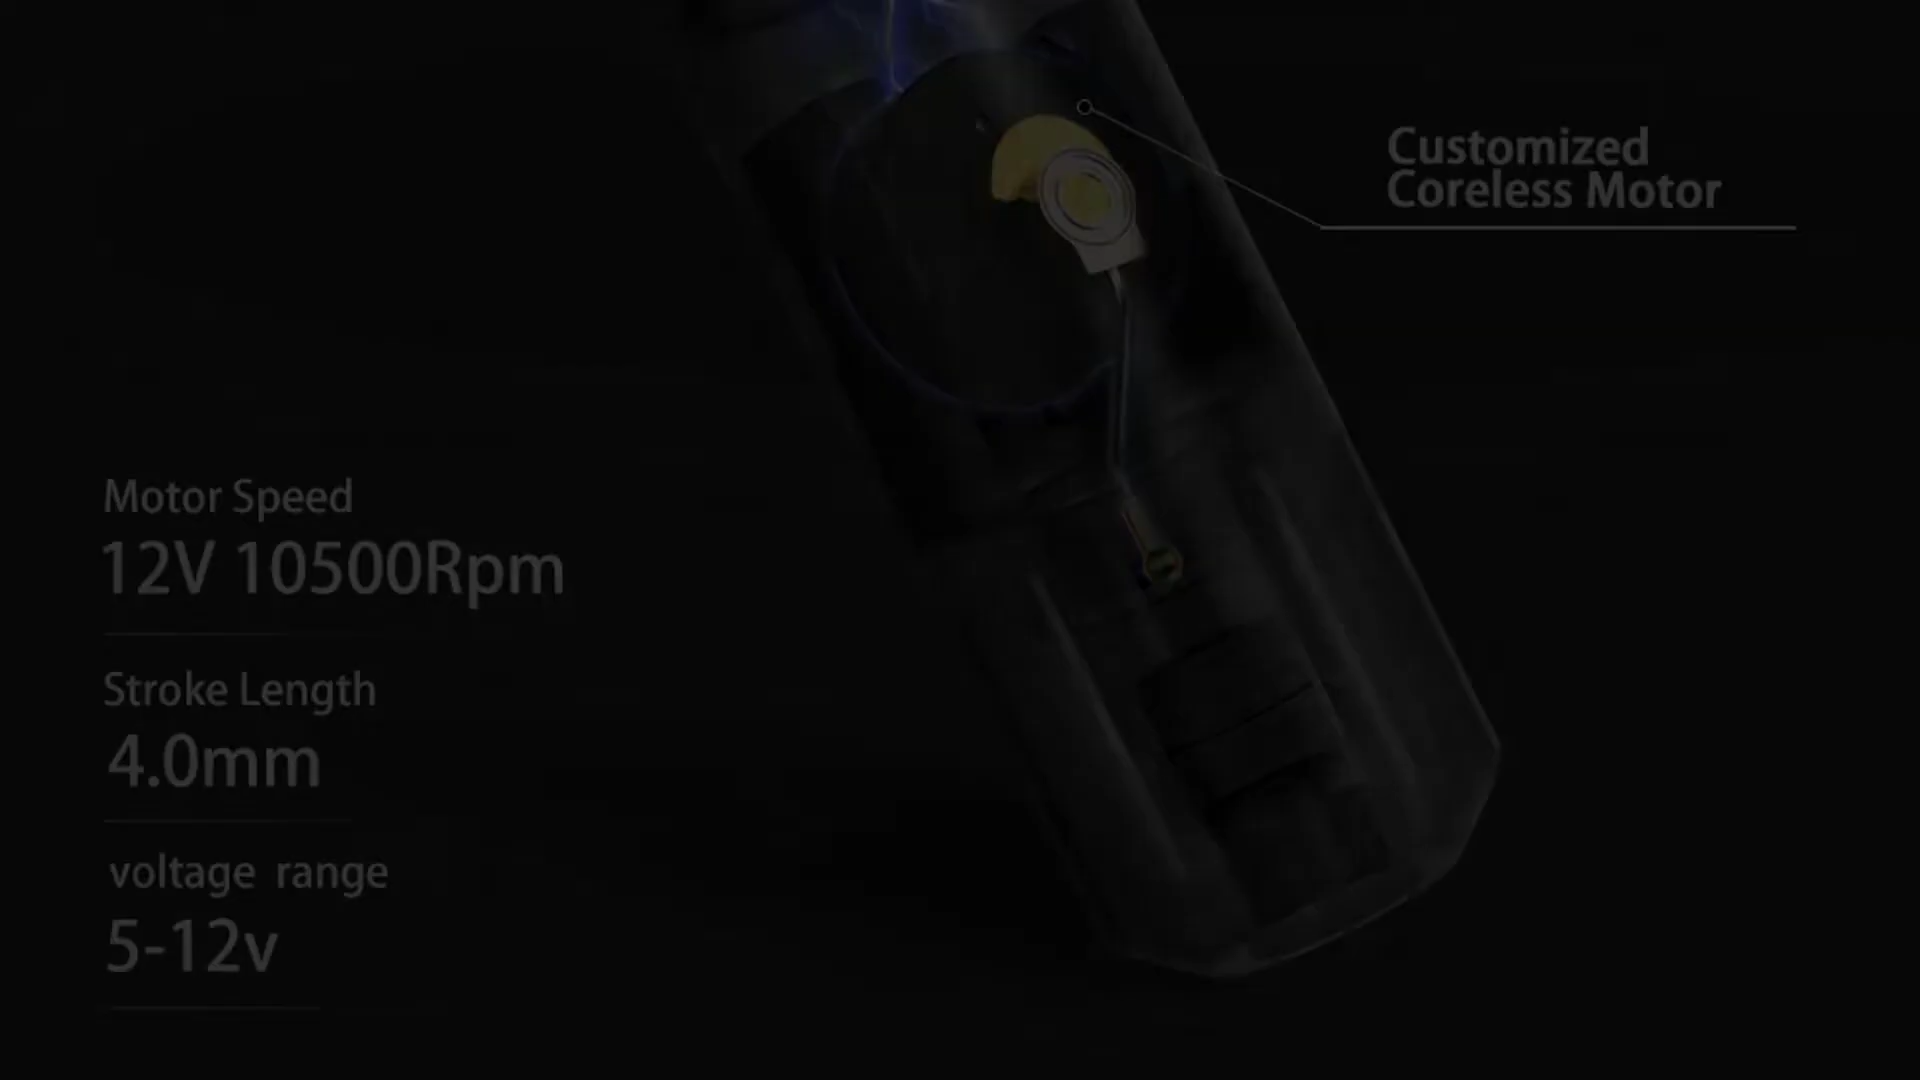 Customized
Coreless Motor
Motor Speed
12V 10500Rpm
Stroke Length
4.0mm
voltage range
5-12v